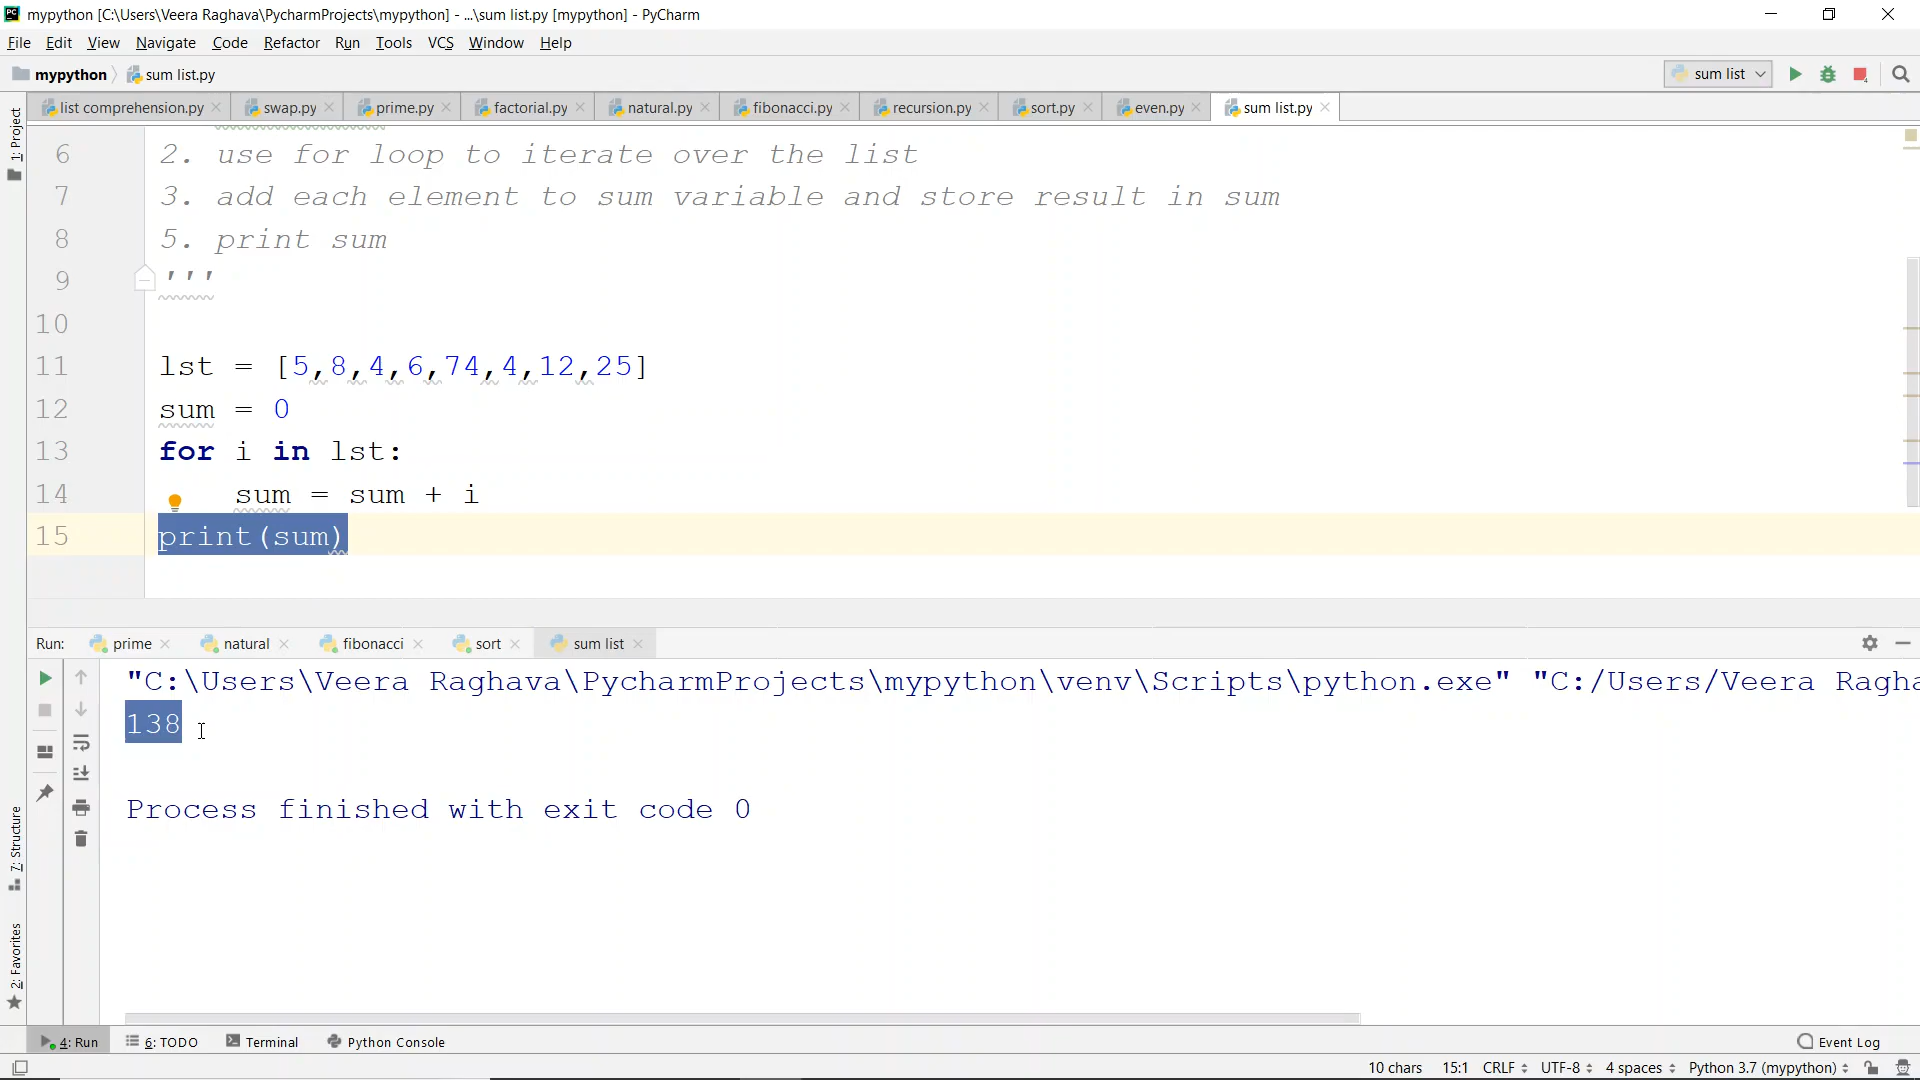 mypython [C:\Users\Veera Raghava\PycharmProjects\mypython] - ...\sum list.py [mypython] - PyCharm
File Edit View Navigate Code Refactor Run Tools VCS Window Help
mypython sum list.py sum list
list comprehension.py swap.py prime.py factorial.py natural.py fibonacci.py recursion.py sort.py even.py sum list.py
1: Project
6 2. use for loop to iterate over the list
7 3. add each element to sum variable and store result in sum
8 5. print sum
9 '''
10
11 lst = [5,8,4,6,74,4,12,25]
12 sum = 0
13 for i in lst:
14 sum = sum + i
15 print(sum)
Run: prime natural fibonacci sort sum list
"C:\Users\Veera Raghava\PycharmProjects\mypython\venv\Scripts\python.exe" "C:/Users/Veera Ragha
138
Process finished with exit code 0
7: Structure
2: Favorites
4: Run 6: TODO Terminal Python Console Event Log
10 chars 15:1 CRLF UTF-8 4 spaces Python 3.7 (mypython)